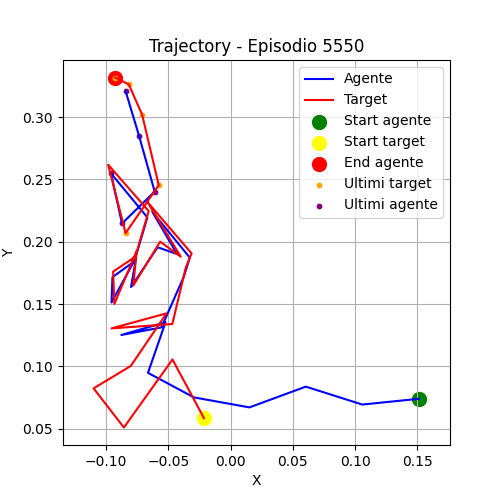 Trajectory - Episodio 5550
Agente
Target
Start agente
Start target
End agente
Ultimi target
Ultimi agente
Y
0.30
0.25
0.20
0.15
0.10
0.05
−0.10
−0.05
0.00
0.05
0.10
0.15
X